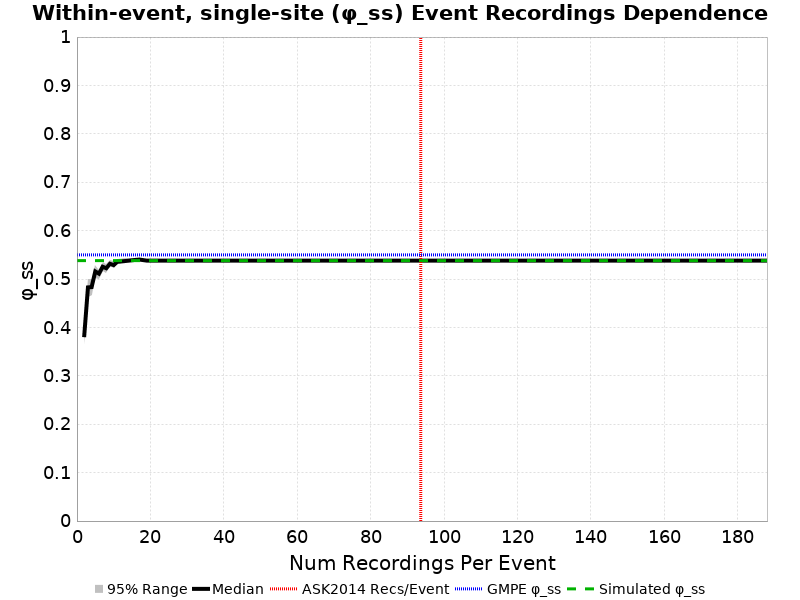 Within-event, single-site (φ_ss) Event Recordings Dependence
1
0.9
0.8
0.7
0.6
0.5
0.4
0.3
0.2
0.1
0
φ_ss
0 20 40 60 80 100 120 140 160 180
Num Recordings Per Event
95% Range Median ASK2014 Recs/Event GMPE φ_ss Simulated φ_ss